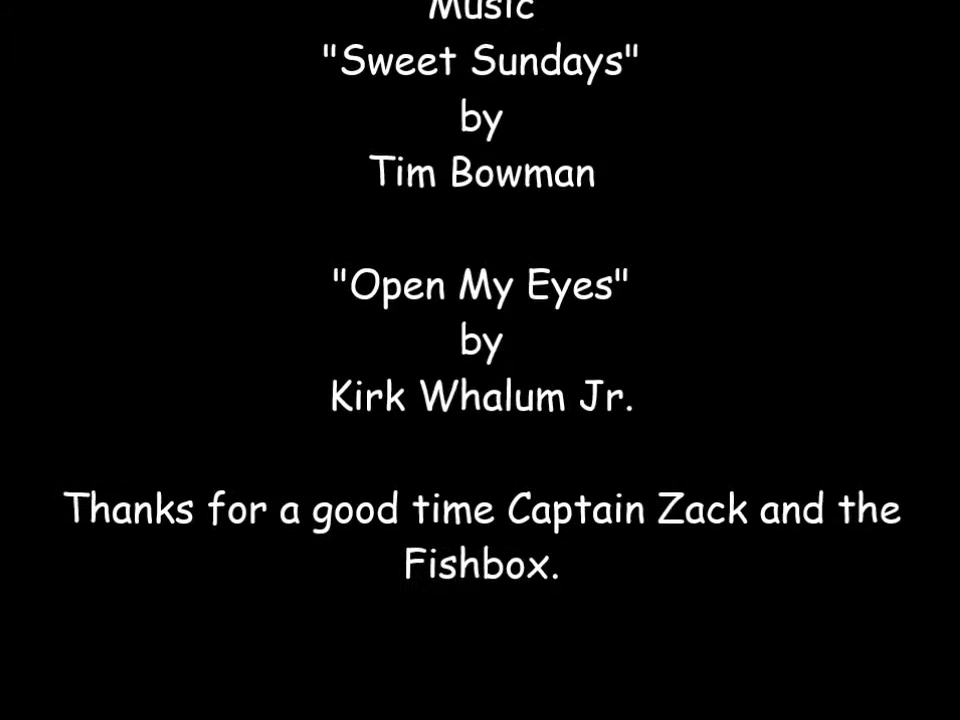 Music
"Sweet Sundays"
by
Tim Bowman
"Open My Eyes"
by
Kirk Whalum Jr.
Thanks for a good time Captain Zack and the
Fishbox.